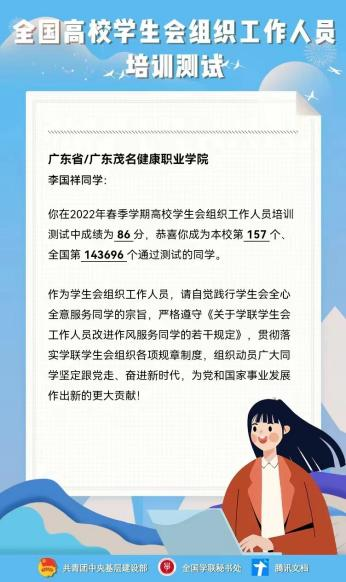 全国高校学生会组织工作人员
培训测试
广东省/广东茂名健康职业学院
李国祥同学：
你在2022年春季学期高校学生会组织工作人员培训
测试中成绩为 86 分，恭喜你成为本校第 157 个、
全国第 143696 个通过测试的同学。
作为学生会组织工作人员，请自觉践行学生会全心
全意服务同学的宗旨，严格遵守《关于学联学生会
工作人员改进作风服务同学的若干规定》，贯彻落
实学联学生会组织各项规章制度，组织动员广大同
学坚定跟党走、奋进新时代，为党和国家事业发展
作出新的更大贡献！
共青团中央基层建设部 全国学联秘书处 腾讯文档